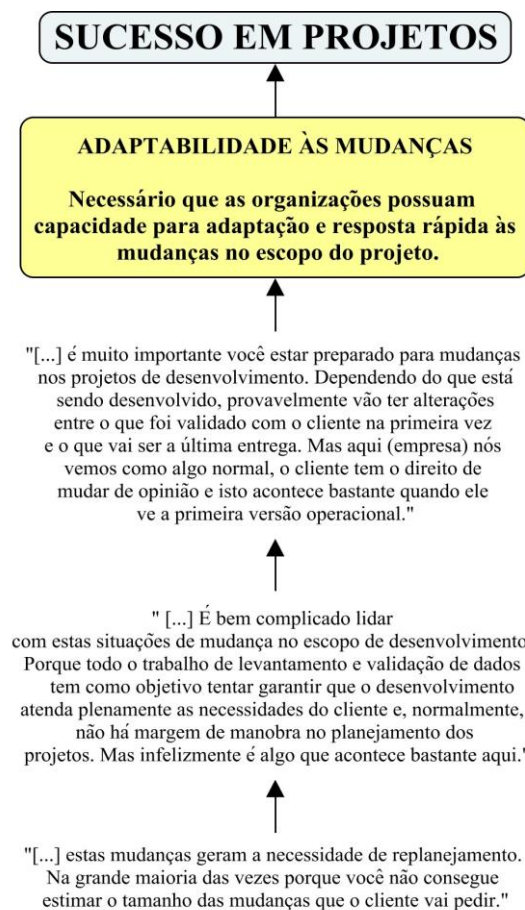 SUCESSO EM PROJETOS
ADAPTABILIDADE ÀS MUDANÇAS
Necessário que as organizações possuam
capacidade para adaptação e resposta rápida às
mudanças no escopo do projeto.
"[...] é muito importante você estar preparado para mudanças
nos projetos de desenvolvimento. Dependendo do que está
sendo desenvolvido, provavelmente vão ter alterações
entre o que foi validado com o cliente na primeira vez
e o que vai ser a última entrega. Mas aqui (empresa) nós
vemos como algo normal, o cliente tem o direito de
mudar de opinião e isto acontece bastante quando ele
ve a primeira versão operacional."
" [...] É bem complicado lidar
com estas situações de mudança no escopo de desenvolvimento
Porque todo o trabalho de levantamento e validação de dados
tem como objetivo tentar garantir que o desenvolvimento
atenda plenamente as necessidades do cliente e, normalmente,
não há margem de manobra no planejamento dos
projetos. Mas infelizmente é algo que acontece bastante aqui."
"[...] estas mudanças geram a necessidade de replanejamento.
Na grande maioria das vezes porque você não consegue
estimar o tamanho das mudanças que o cliente vai pedir."